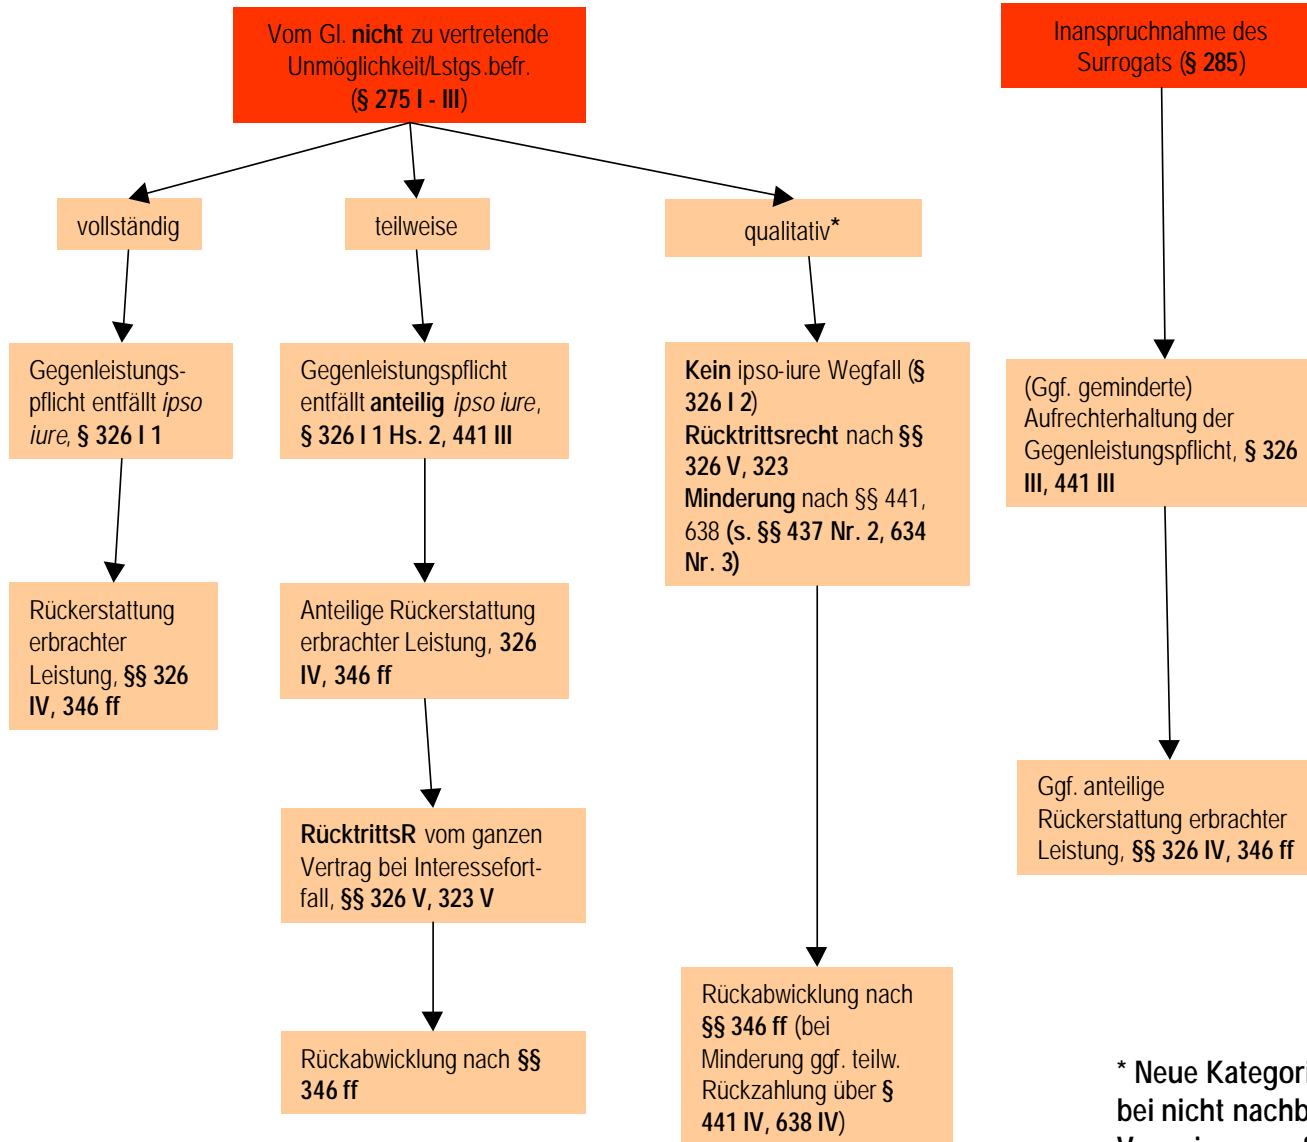 Vom Gl. nicht zu vertretende
Unmöglichkeit/Lstgs.befr.
(§ 275 I - III)
Inanspruchnahme des
Surrogats (§ 285)
vollständig
teilweise
qualitativ*
Gegenleistungs-
pflicht entfällt ipso
iure, § 326 I 1
Gegenleistungspflicht
entfällt anteilig ipso iure,
§ 326 I 1 Hs. 2, 441 III
Kein ipso-iure Wegfall (§
326 I 2)
Rücktrittsrecht nach §§
326 V, 323
Minderung nach §§ 441,
638 (s. §§ 437 Nr. 2, 634
Nr. 3)
(Ggf. geminderte)
Aufrechterhaltung der
Gegenleistungspflicht, § 326
III, 441 III
Rückerstattung
erbrachter
Leistung, §§ 326
IV, 346 ff
Anteilige Rückerstattung
erbrachter Leistung, 326
IV, 346 ff
RücktrittsR vom ganzen
Vertrag bei Interessefort-
fall, §§ 326 V, 323 V
Ggf. anteilige
Rückerstattung erbrachter
Leistung, §§ 326 IV, 346 ff
Rückabwicklung nach §§
346 ff
Rückabwicklung nach
§§ 346 ff (bei
Minderung ggf. teilw.
Rückzahlung über §
441 IV, 638 IV)
* Neue Kategori
bei nicht nachb